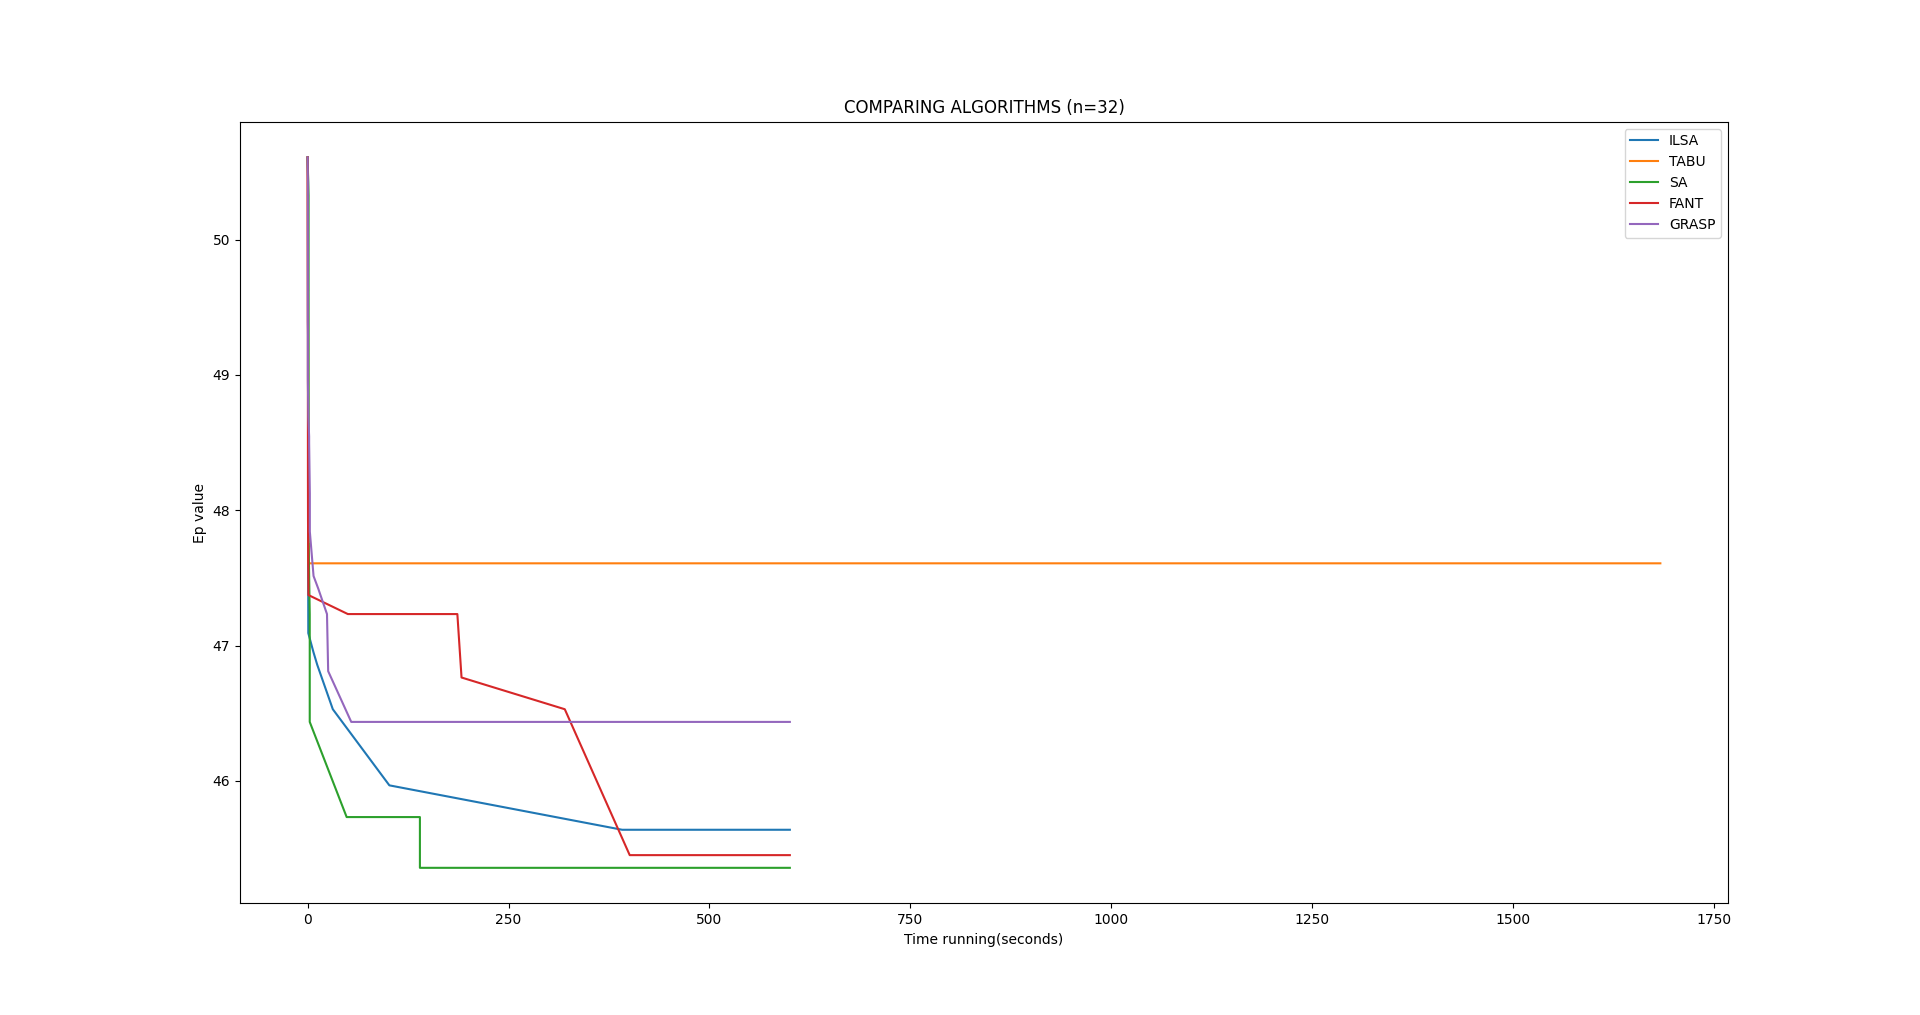 COMPARING ALGORITHMS (n=32)
ILSA
TABU
SA
FANT
GRASP
50
49
48
47
46
Ep value
0 250 500 750 1000 1250 1500 1750
Time running(seconds)